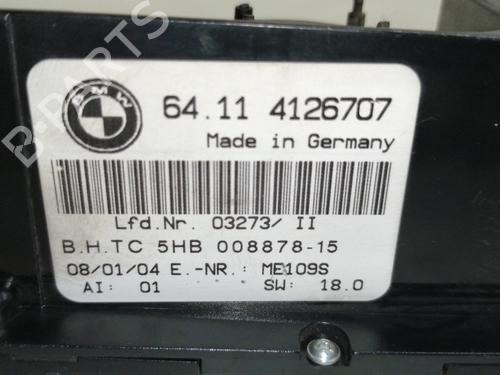 B-PARTS
BMW
64.11 4126707
Made in Germany
Lfd.Nr. 03273/ II
B.H.TC 5HB 008878-15
08/01/04 E.-NR.: ME109S
AI: 01 SW: 18.0